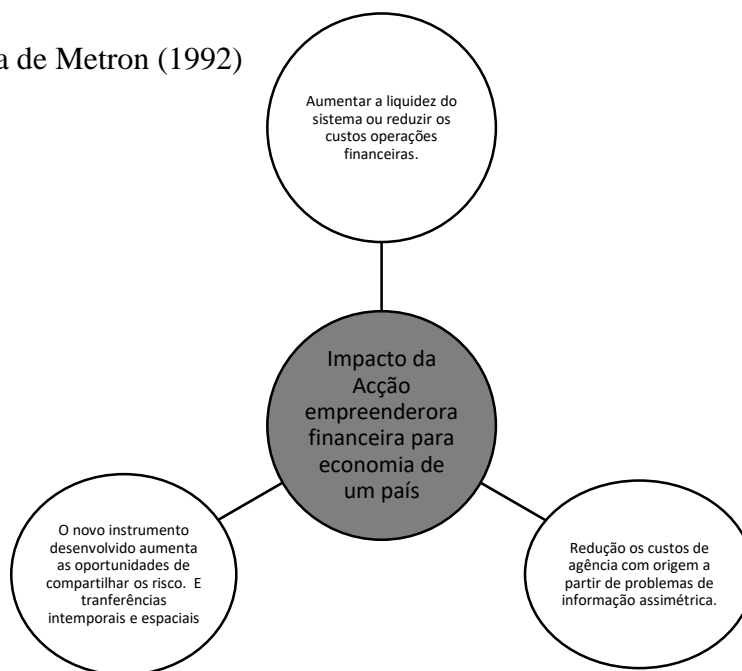 a de Metron (1992)
Aumentar a liquidez do
sistema ou reduzir os
custos operações
financeiras.
Impacto da
Acção
empreenderora
financeira para
economia de
um país
O novo instrumento
desenvolvido aumenta
as oportunidades de
compartilhar os risco. E
tranferências
intemporais e espaciais
Redução os custos de
agência com origem a
partir de problemas de
informação assimétrica.